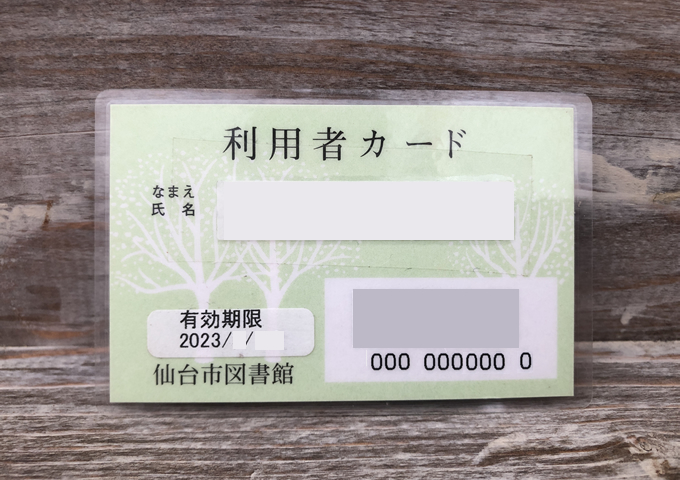 利用者カード
なまえ
氏 名
有効期限
2023/ /
000 000000 0
仙台市図書館